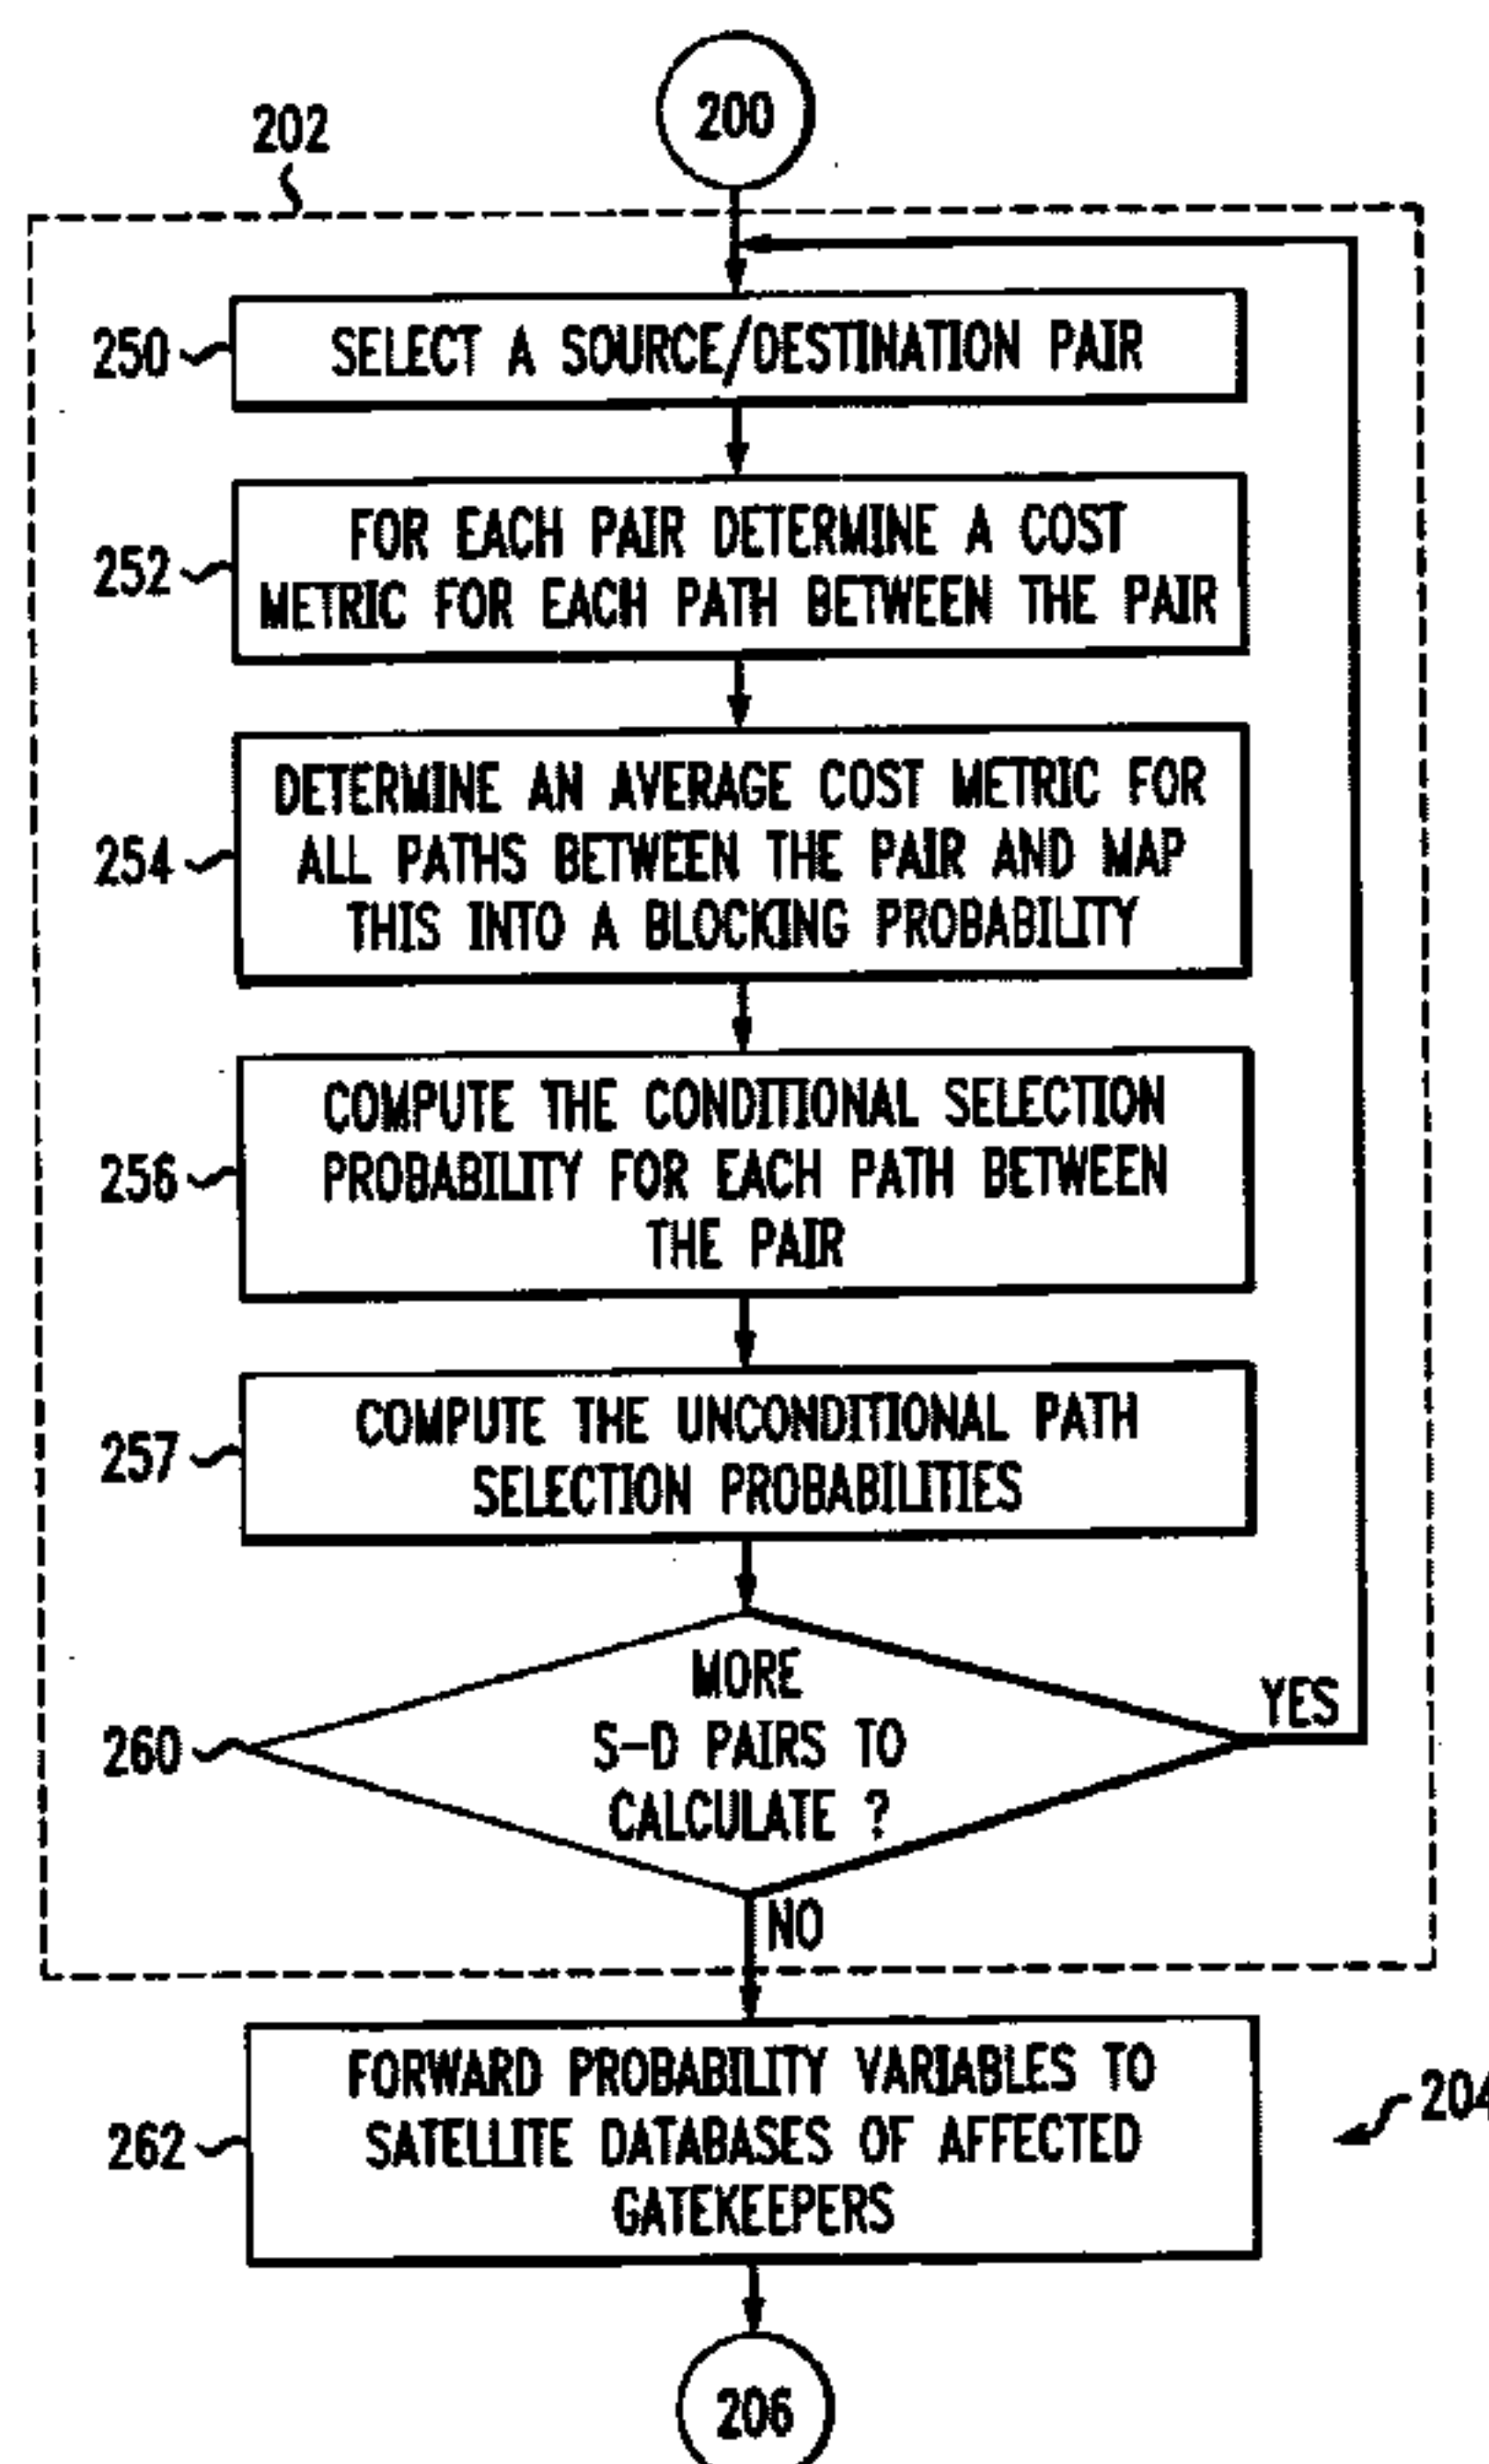 200
202
250
SELECT A SOURCE/DESTINATION PAIR
252
FOR EACH PAIR DETERMINE A COST
METRIC FOR EACH PATH BETWEEN THE PAIR
254
DETERMINE AN AVERAGE COST METRIC FOR
ALL PATHS BETWEEN THE PAIR AND MAP
THIS INTO A BLOCKING PROBABILITY
256
COMPUTE THE CONDITIONAL SELECTION
PROBABILITY FOR EACH PATH BETWEEN
THE PAIR
257
COMPUTE THE UNCONDITIONAL PATH
SELECTION PROBABILITIES
260
MORE
S-D PAIRS TO
CALCULATE ?
YES
NO
262
FORWARD PROBABILITY VARIABLES TO
SATELLITE DATABASES OF AFFECTED
GATEKEEPERS
204
206